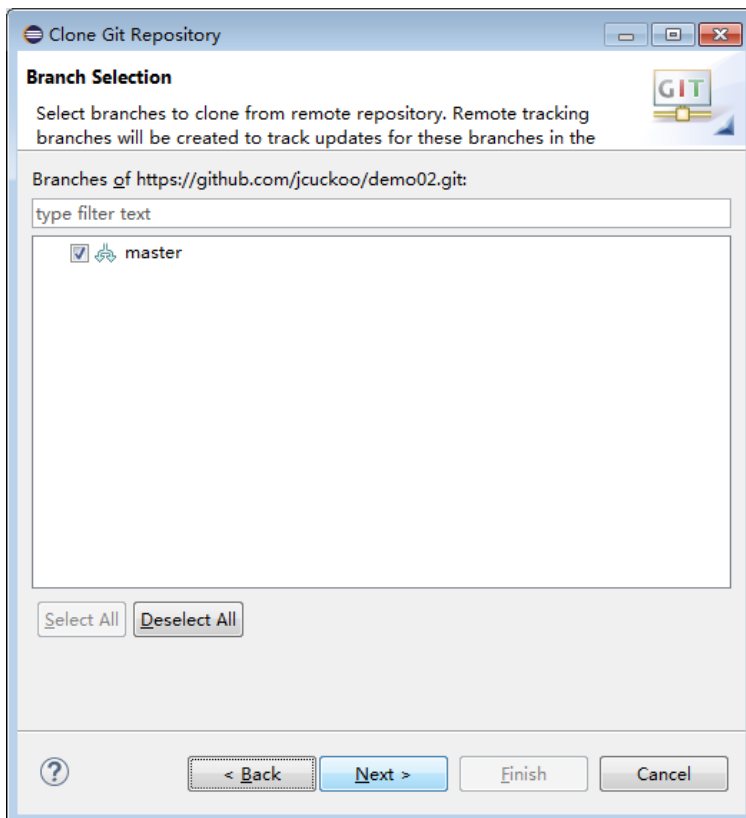 Clone Git Repository
Branch Selection
GIT
Select branches to clone from remote repository. Remote tracking
branches will be created to track updates for these branches in the
Branches of https://github.com/jcuckoo/demo02.git:
type filter text
master
Select All Deselect All
? < Back Next > Finish Cancel